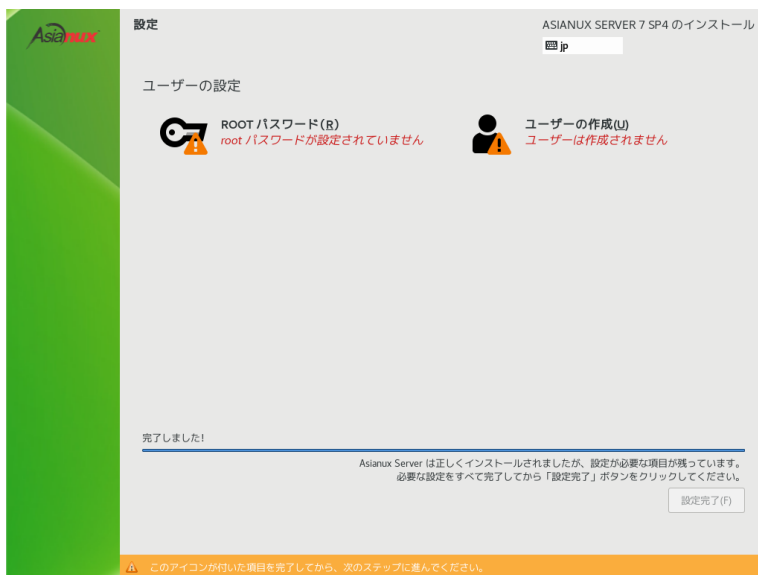 Asianux
設定
ASIANUX SERVER 7 SP4 のインストール
jp
ユーザーの設定
ROOT パスワード(R)
root パスワードが設定されていません
ユーザーの作成(U)
ユーザーは作成されません
完了しました!
Asianux Server は正しくインストールされましたが、設定が必要な項目が残っています。
必要な設定をすべて完了してから「設定完了」ボタンをクリックしてください。
設定完了(F)
このアイコンが付いた項目を完了してから、次のステップに進んでください。